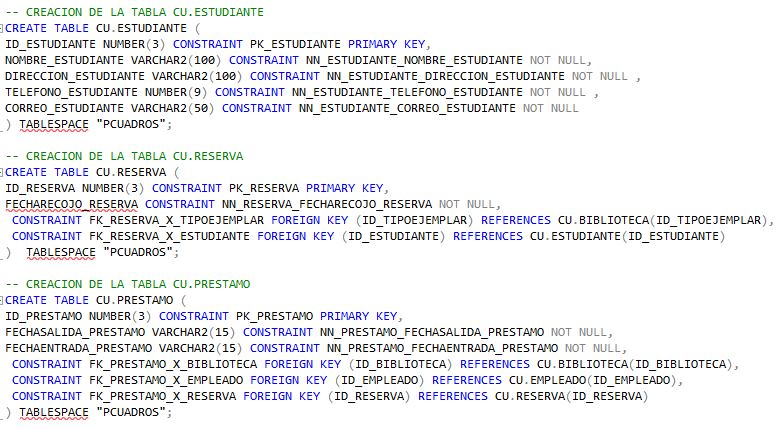 -- CREACION DE LA TABLA CU.ESTUDIANTE
CREATE TABLE CU.ESTUDIANTE (
ID_ESTUDIANTE NUMBER(3) CONSTRAINT PK_ESTUDIANTE PRIMARY KEY,
NOMBRE_ESTUDIANTE VARCHAR2(100) CONSTRAINT NN_ESTUDIANTE_NOMBRE_ESTUDIANTE NOT NULL,
DIRECCION_ESTUDIANTE VARCHAR2(100) CONSTRAINT NN_ESTUDIANTE_DIRECCION_ESTUDIANTE NOT NULL ,
TELEFONO_ESTUDIANTE NUMBER(9) CONSTRAINT NN_ESTUDIANTE_TELEFONO_ESTUDIANTE NOT NULL ,
CORREO_ESTUDIANTE VARCHAR2(50) CONSTRAINT NN_ESTUDIANTE_CORREO_ESTUDIANTE NOT NULL
) TABLESPACE "PCUADROS";
-- CREACION DE LA TABLA CU.RESERVA
CREATE TABLE CU.RESERVA (
ID_RESERVA NUMBER(3) CONSTRAINT PK_RESERVA PRIMARY KEY,
FECHARECOJO_RESERVA CONSTRAINT NN_RESERVA_FECHARECOJO_RESERVA NOT NULL,
CONSTRAINT FK_RESERVA_X_TIPOEJEMPLAR FOREIGN KEY (ID_TIPOEJEMPLAR) REFERENCES CU.BIBLIOTECA(ID_TIPOEJEMPLAR),
CONSTRAINT FK_RESERVA_X_ESTUDIANTE FOREIGN KEY (ID_ESTUDIANTE) REFERENCES CU.ESTUDIANTE(ID_ESTUDIANTE)
)  TABLESPACE "PCUADROS";
-- CREACION DE LA TABLA CU.PRESTAMO
CREATE TABLE CU.PRESTAMO (
ID_PRESTAMO NUMBER(3) CONSTRAINT PK_PRESTAMO PRIMARY KEY,
FECHASALIDA_PRESTAMO VARCHAR2(15) CONSTRAINT NN_PRESTAMO_FECHASALIDA_PRESTAMO NOT NULL,
FECHAENTRADA_PRESTAMO VARCHAR2(15) CONSTRAINT NN_PRESTAMO_FECHAENTRADA_PRESTAMO NOT NULL,
CONSTRAINT FK_PRESTAMO_X_BIBLIOTECA FOREIGN KEY (ID_BIBLIOTECA) REFERENCES CU.BIBLIOTECA(ID_BIBLIOTECA),
CONSTRAINT FK_PRESTAMO_X_EMPLEADO FOREIGN KEY (ID_EMPLEADO) REFERENCES CU.EMPLEADO(ID_EMPLEADO),
CONSTRAINT FK_PRESTAMO_X_RESERVA FOREIGN KEY (ID_RESERVA) REFERENCES CU.RESERVA(ID_RESERVA)
) TABLESPACE "PCUADROS";